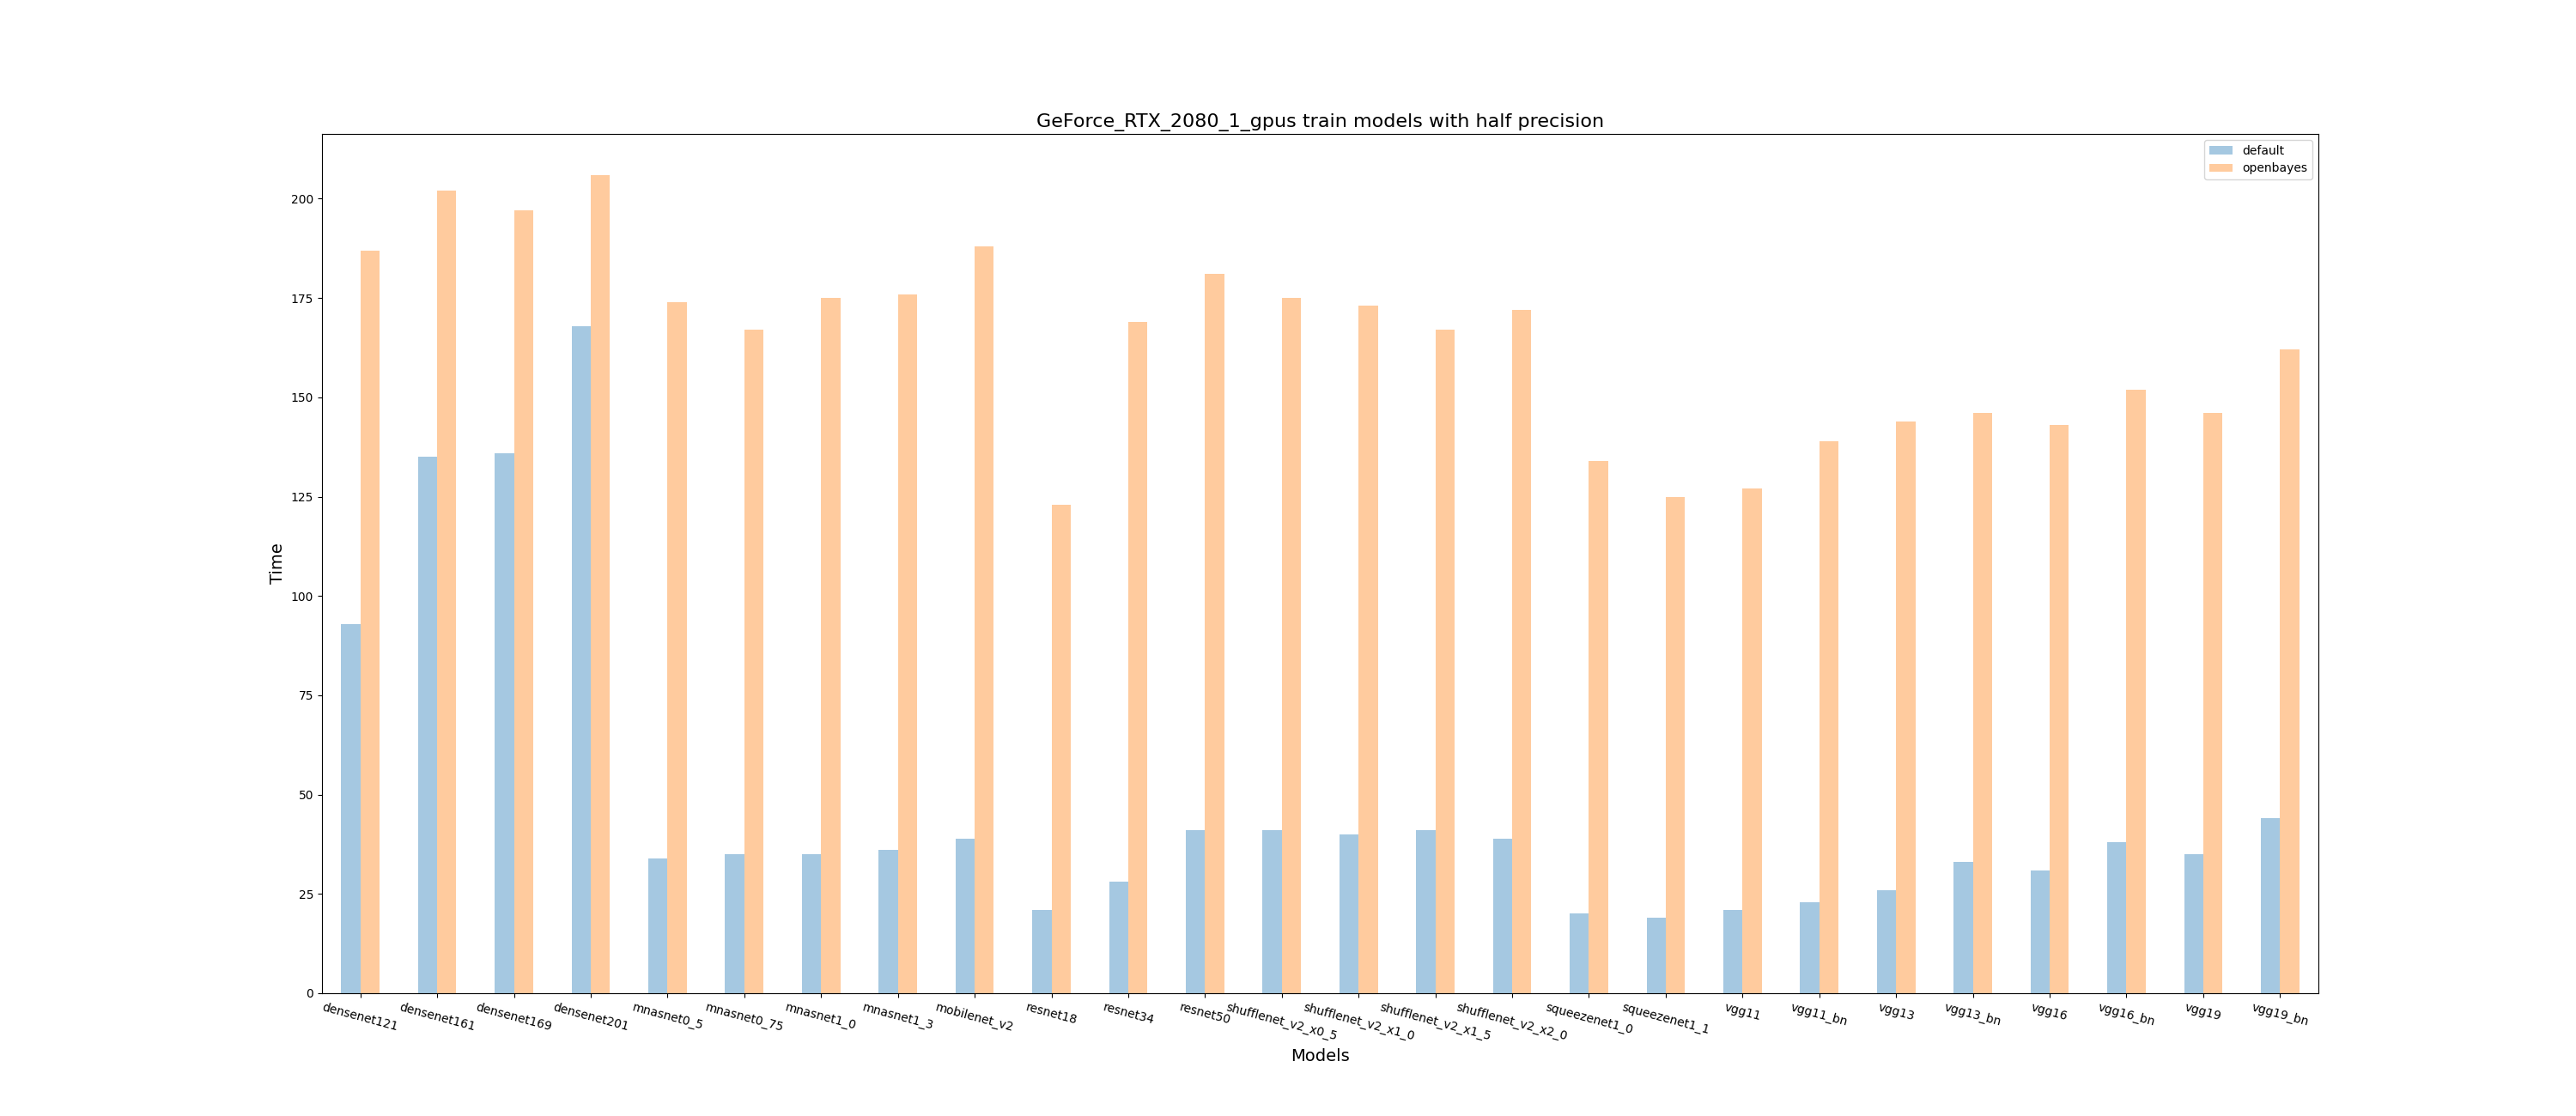 GeForce_RTX_2080_1_gpus train models with half precision
default
openbayes
200
175
150
125
100
75
50
25
0
Time
densenet121
densenet161
densenet169
densenet201
mnasnet0_5
mnasnet0_75
mnasnet1_0
mnasnet1_3
mobilenet_v2
resnet18
resnet34
resnet50
shufflenet_v2_x0_5
shufflenet_v2_x1_0
shufflenet_v2_x1_5
shufflenet_v2_x2_0
squeezenet1_0
squeezenet1_1
vgg11
vgg11_bn
vgg13
vgg13_bn
vgg16
vgg16_bn
vgg19
vgg19_bn
Models